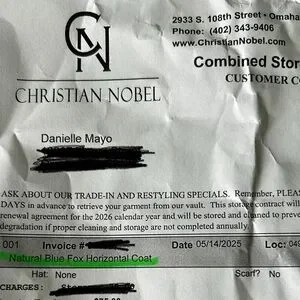 CN
2933 S. 108th Street • Omaha
Phone: (402) 343-9406
www.ChristianNobel.com
CHRISTIAN NOBEL
Combined Stor
CUSTOMER C
Danielle Mayo
ASK ABOUT OUR TRADE-IN AND RESTYLING SPECIALS. Remember, PLEAS
DAYS in advance to retrieve your garment from our vault. This storage contract will
renewal agreement for the 2026 calendar year and will be stored and cleaned to prevent
degradation if proper cleaning and storage are not completed annually.
001 Invoice # Date 05/14/2025 Loc: 049
Natural Blue Fox Horizontal Coat
Hat: None Scarf? No
CHARGES: